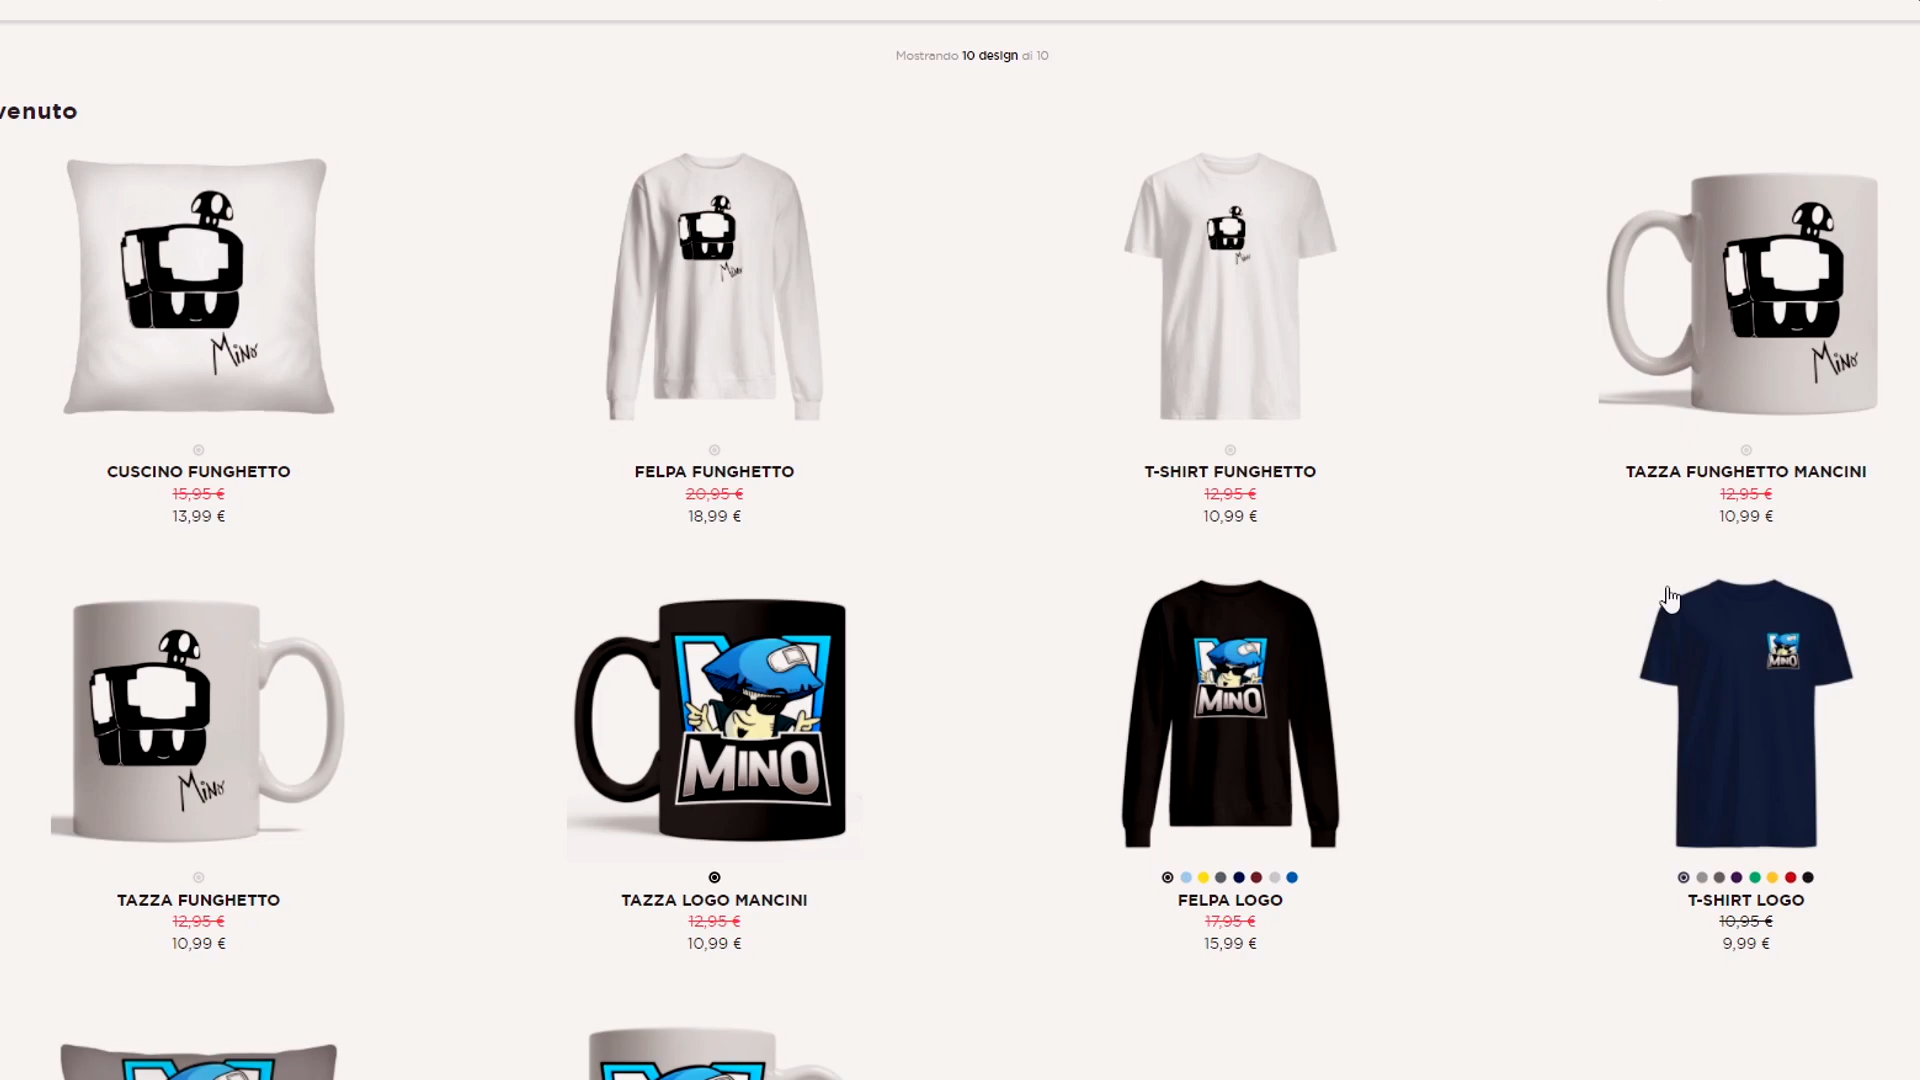 Mostrando 10 design di 10
venuto
Mino
Mino
Mino
Mino
CUSCINO FUNGHETTO
15,95 €
13,99 €
FELPA FUNGHETTO
20,95 €
18,99 €
T-SHIRT FUNGHETTO
12,95 €
10,99 €
TAZZA FUNGHETTO MANCINI
12,95 €
10,99 €
Mino
MINO
MINO
MINO
TAZZA FUNGHETTO
12,95 €
10,99 €
TAZZA LOGO MANCINI
12,95 €
10,99 €
FELPA LOGO
17,95 €
15,99 €
T-SHIRT LOGO
10,95 €
9,99 €